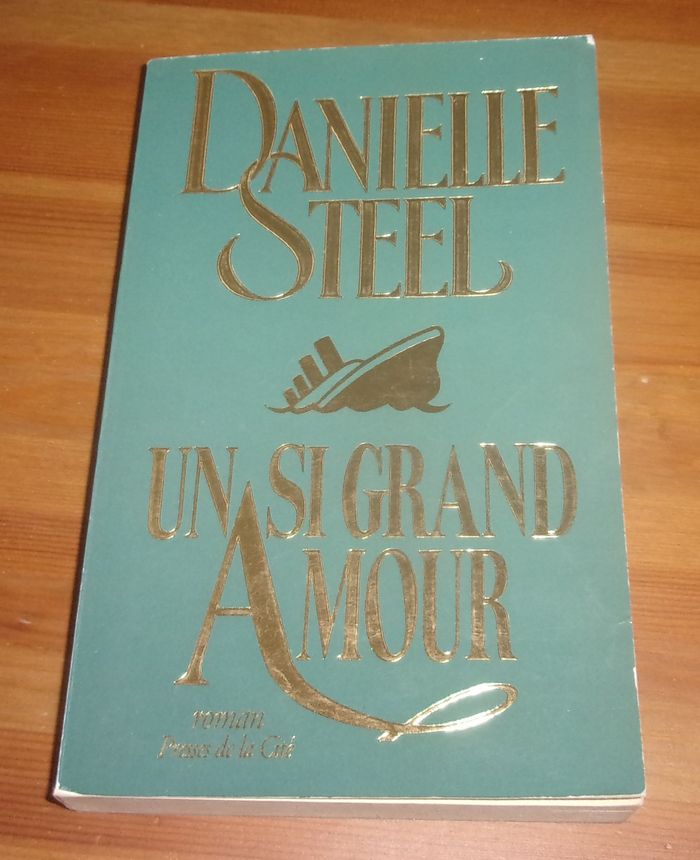 DANIELLE
STEEL
UN SI GRAND
AMOUR
roman
Presses de la Cité